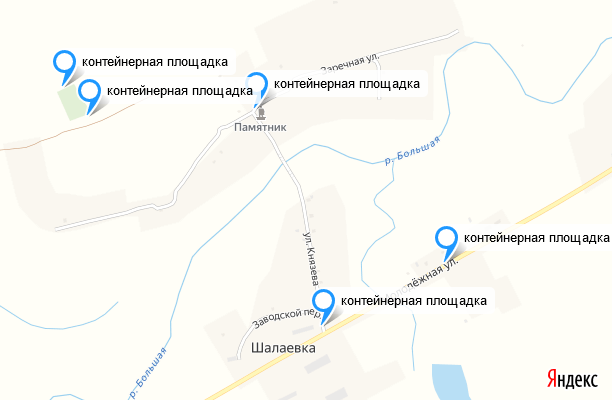 Заречная ул.
контейнерная площадка
контейнерная площадка
контейнерная площадка
Памятник
р. Большая
ул. Князева
контейнерная площадка
ул.
контейнерная площадка
Заводской пер.
Шалаевка
р. Большая
Яндекс